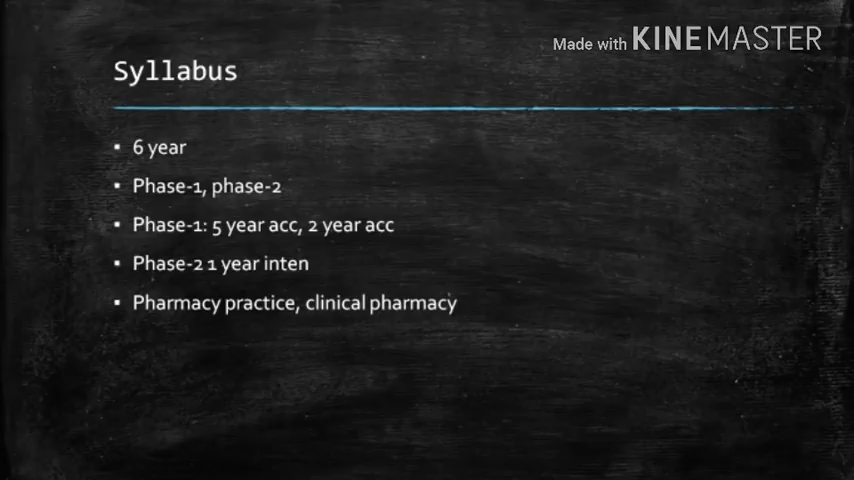 Made with KINEMASTER
Syllabus
▪ 6 year
▪ Phase-1, phase-2
▪ Phase-1: 5 year acc, 2 year acc
▪ Phase-2 1 year inten
▪ Pharmacy practice, clinical pharmacy